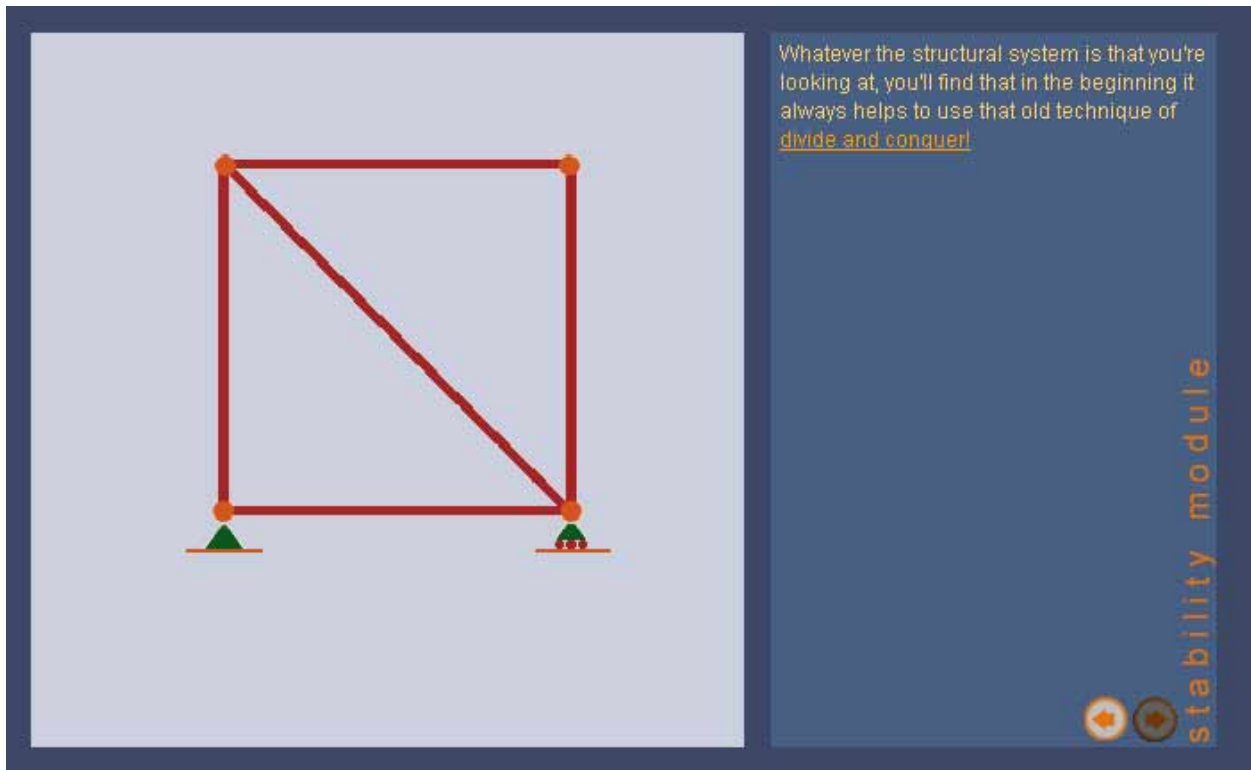 Whatever the structural system is that you're
looking at, you'll find that in the beginning it
always helps to use that old technique of
divide and conquer!
stability module